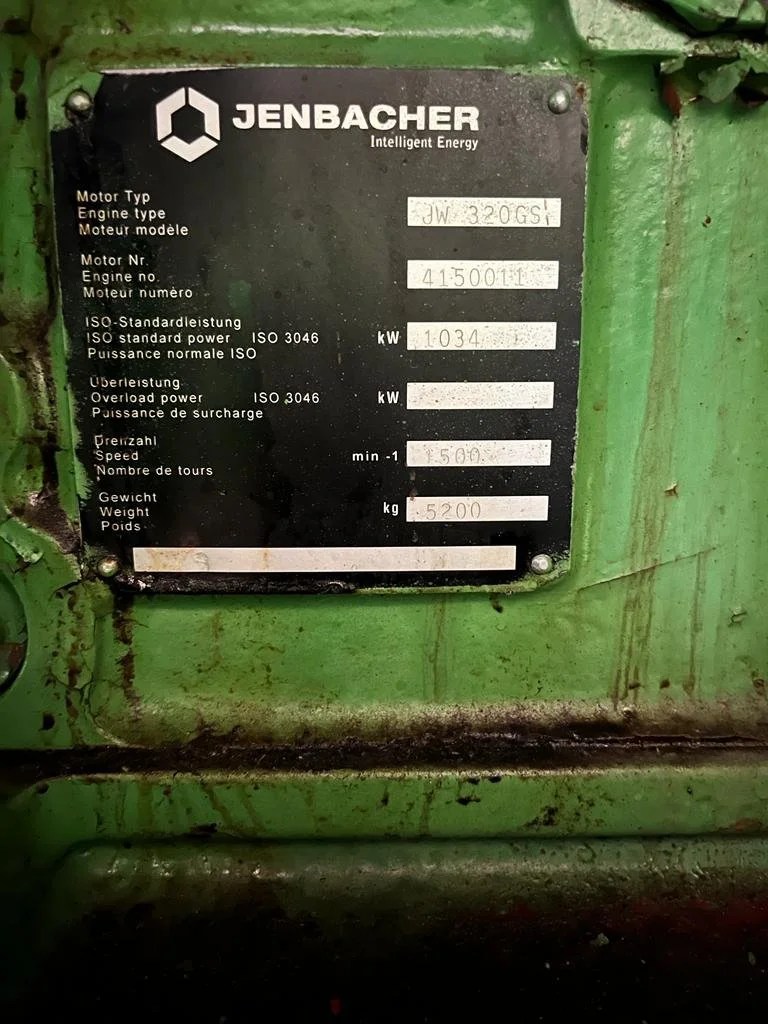 JENBACHER
Intelligent Energy
Motor Typ
Engine type JW 320GS
Moteur modèle
Motor Nr.
Engine no. 4150011
Moteur numéro
ISO-Standardleistung
ISO standard power ISO 3046 kW 1034
Puissance normale ISO
Überleistung
Overload power ISO 3046 kW
Puissance de surcharge
Drehzahl
Speed min -1 1500
Nombre de tours
Gewicht
Weight kg 5200
Poids